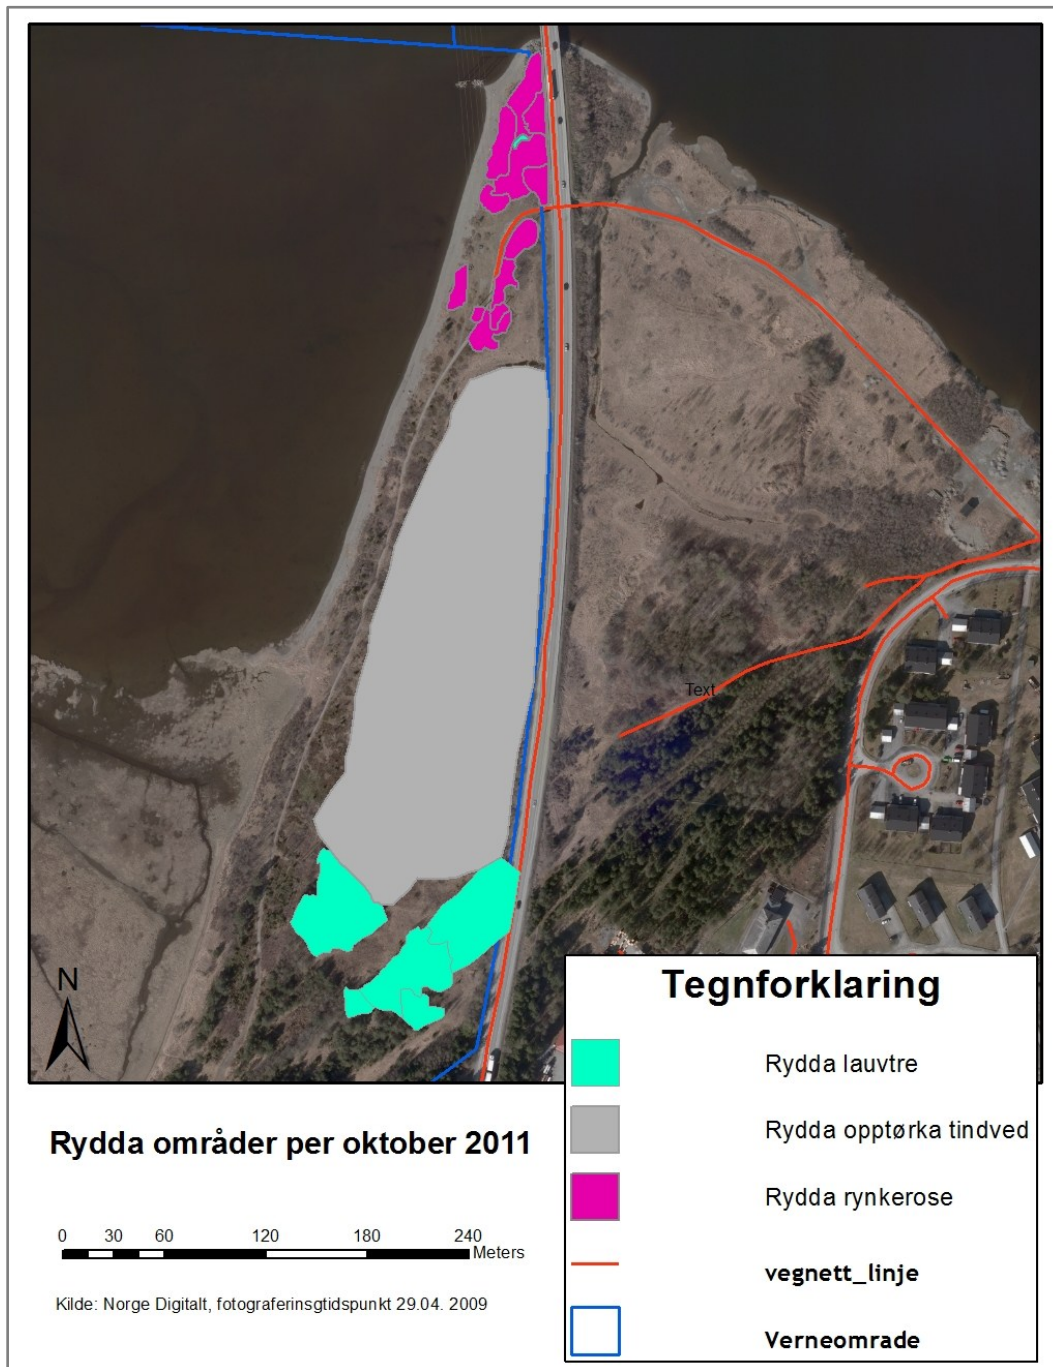 Text
N
Tegnforklaring
Rydda lauvtre
Rydda opptørka tindved
Rydda rynkerose
vegnett_linje
Verneområde
Rydda områder per oktober 2011
0 30 60 120 180 240
Meters
Kilde: Norge Digitalt, fotograferinsgtidspunkt 29.04. 2009